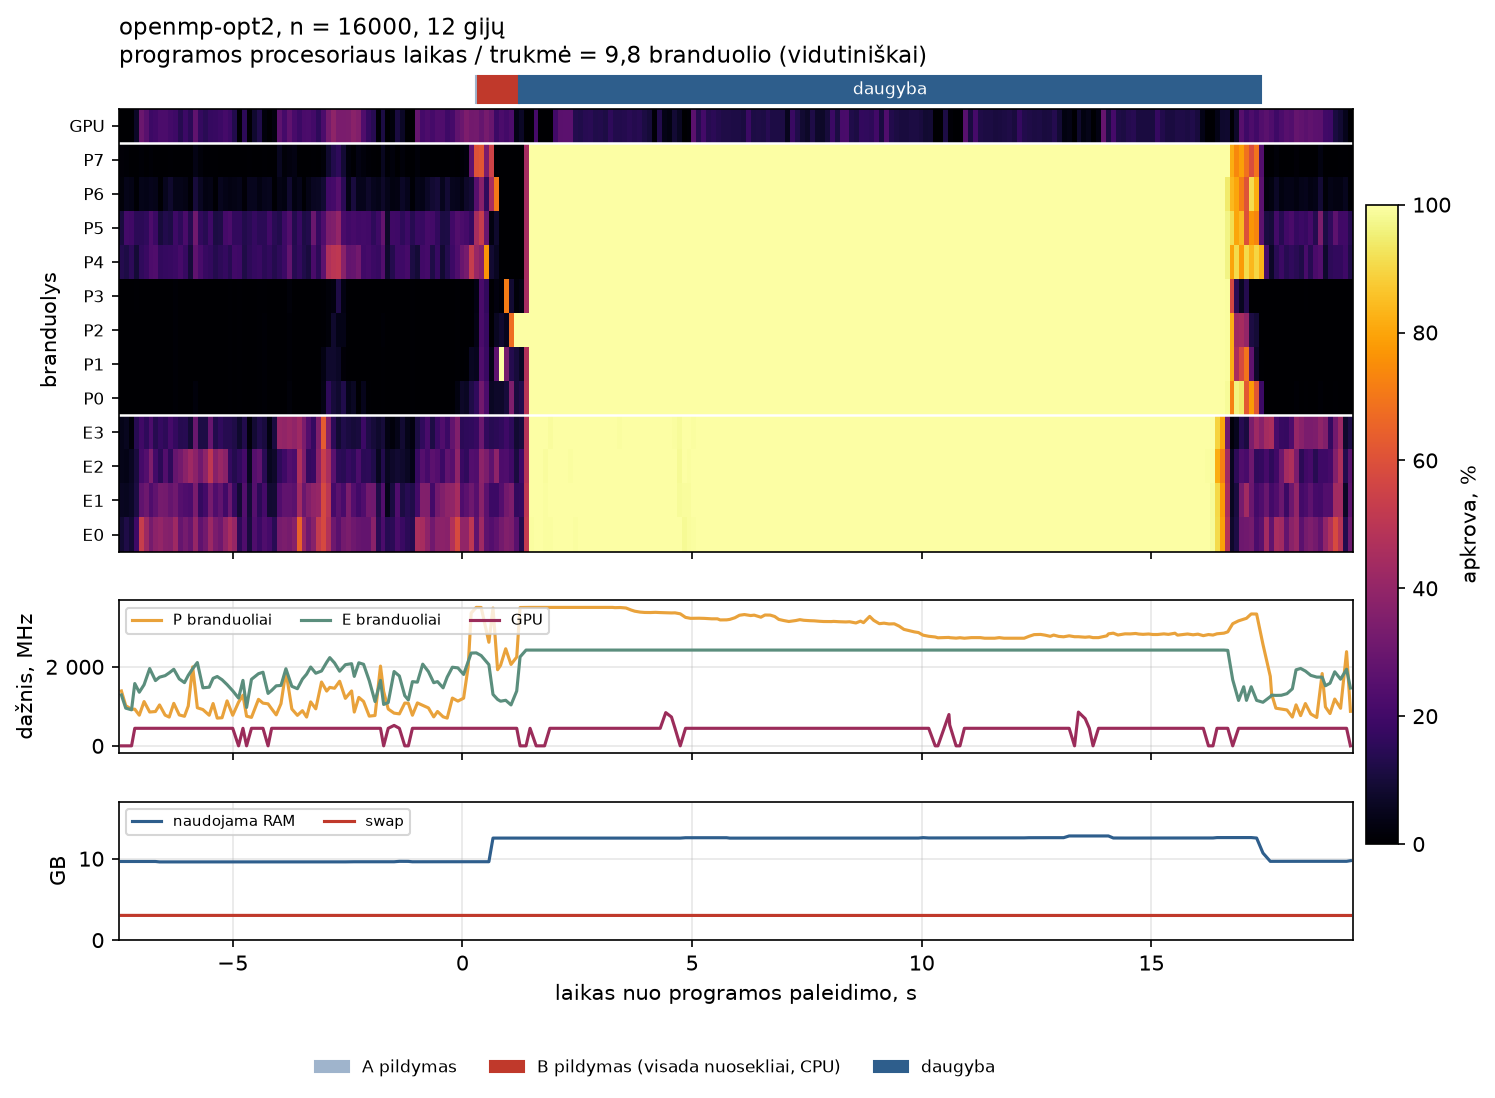 openmp-opt2, n = 16000, 12 gijų
programos procesoriaus laikas / trukmė = 9,8 branduolio (vidutiniškai)
daugyba
GPU
P7
P6
P5
P4
P3
P2
P1
P0
E3
E2
E1
E0
branduolys
100
80
60
40
20
0
apkrova, %
P branduoliai
E branduoliai
GPU
2 000
0
dažnis, MHz
naudojama RAM
swap
10
0
GB
−5
0
5
10
15
laikas nuo programos paleidimo, s
A pildymas
B pildymas (visada nuosekliai, CPU)
daugyba